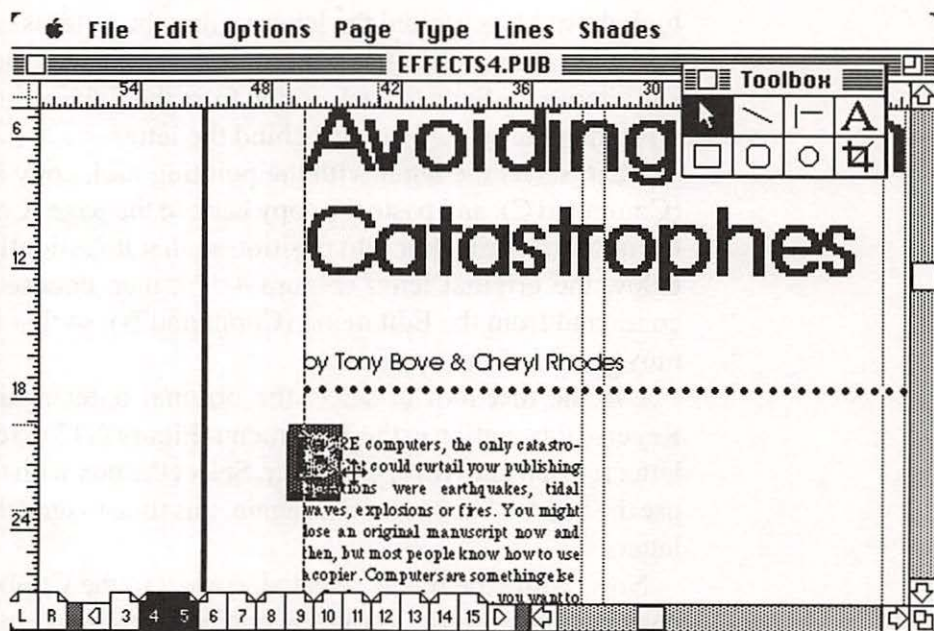 File Edit Options Page Type Lines Shades
EFFECTS4.PUB
Toolbox
54 48 42 36 30
6
12
18
24
A
Avoiding
Catastrophes
by Tony Bove & Cheryl Rhodes
RE computers, the only catastro-
could curtail your publishing
tions were earthquakes, tidal
waves, explosions or fires. You might
lose an original manuscript now and
then, but most people know how to use
a copier. Computers are something else.
you want to
L R 3 4 5 6 7 8 9 10 11 12 13 14 15